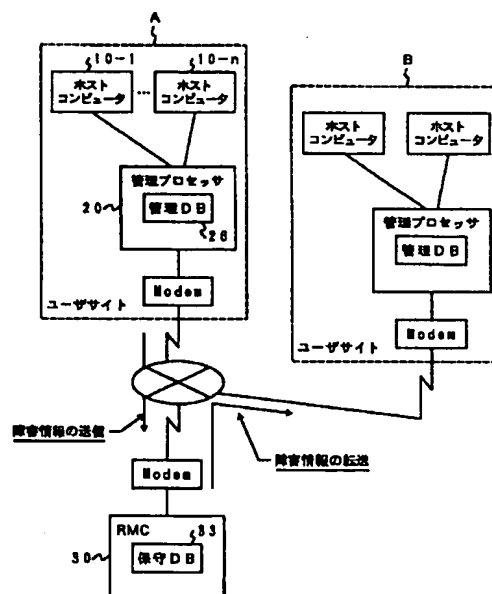 A
10-1
10-n
ホスト
コンピュータ
...
ホスト
コンピュータ
管理プロセッサ
20
管理DB
26
Modem
ユーザサイト
B
ホスト
コンピュータ
ホスト
コンピュータ
管理プロセッサ
管理DB
Modem
ユーザサイト
障害情報の送信
障害情報の転送
Modem
RMC
33
30
保守DB